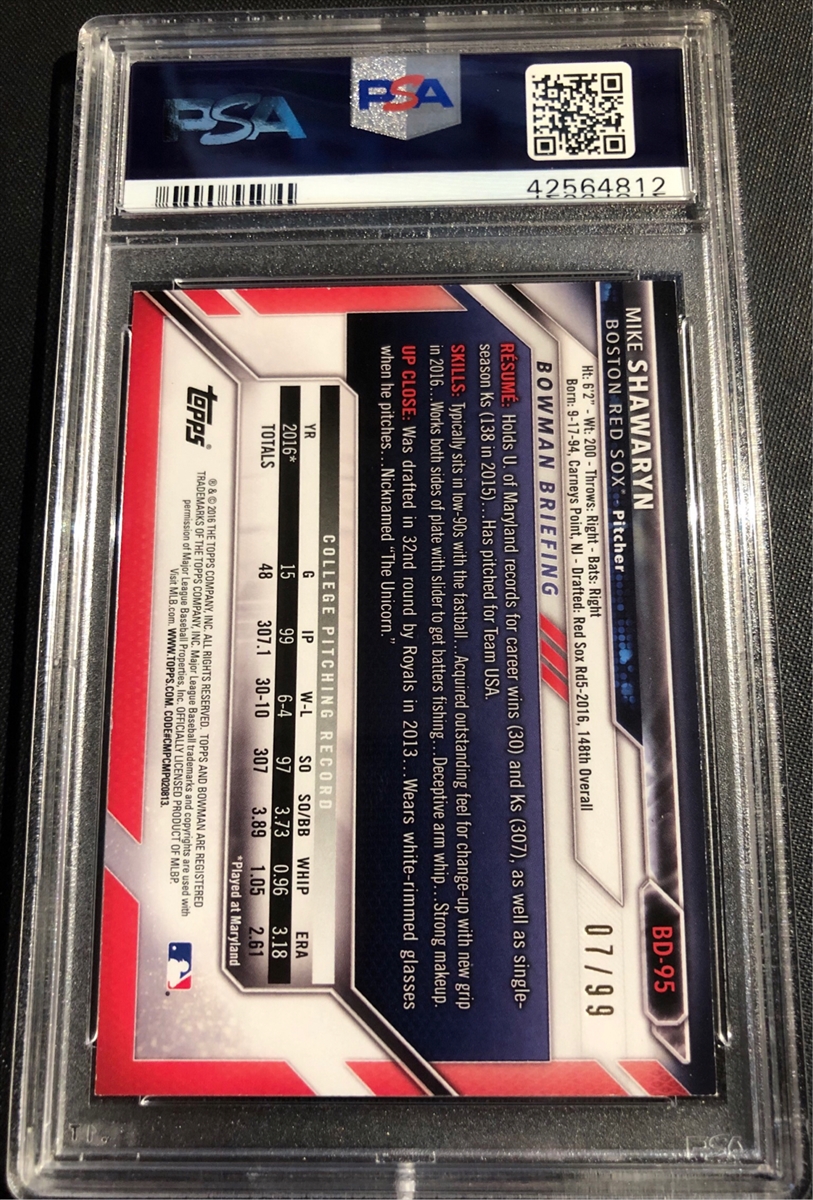 PSA
PSA
42564812
BD-95
MIKE SHAWARYN
BOSTON RED SOX™ Pitcher
Ht: 6'2" - Wt: 200 - Throws: Right - Bats: Right
Born: 9-17-94, Carneys Point, NJ - Drafted: Red Sox Rd5-2016, 148th Overall
07/99
BOWMAN BRIEFING
RÉSUMÉ: Holds U. of Maryland records for career wins (30) and Ks (307), as well as single-
season Ks (138 in 2015)...Has pitched for Team USA.
SKILLS: Typically sits in low-90s with the fastball...Acquired outstanding feel for change-up with new grip
in 2016...Works both sides of plate with slider to get batters fishing...Deceptive arm whip...Strong makeup.
UP CLOSE: Was drafted in 32nd round by Royals in 2013...Wears white-rimmed glasses
when he pitches...Nicknamed "The Unicorn."
COLLEGE PITCHING RECORD
YR G IP W-L SO SO/BB WHIP ERA
2016* 15 99 6-4 97 3.73 0.96 3.18
TOTALS 48 307.1 30-10 307 3.89 1.05 2.61
*Played at Maryland
topps®
® & © 2016 THE TOPPS COMPANY, INC. ALL RIGHTS RESERVED. TOPPS AND BOWMAN ARE REGISTERED
TRADEMARKS OF THE TOPPS COMPANY, INC. Major League Baseball trademarks and copyrights are used with
permission of Major League Baseball Properties, Inc. OFFICIALLY LICENSED PRODUCT OF MLBP.
Visit MLB.com. WWW.TOPPS.COM. CODE#CMPCMPI20813.
PSA